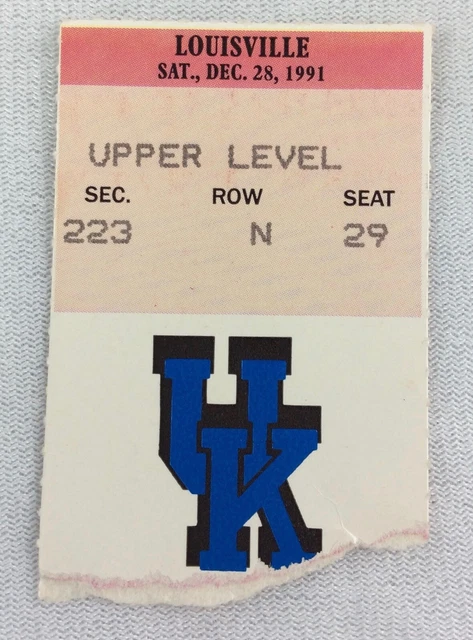 LOUISVILLE
SAT., DEC. 28, 1991
UPPER LEVEL
SEC. ROW SEAT
223 N 29
UK